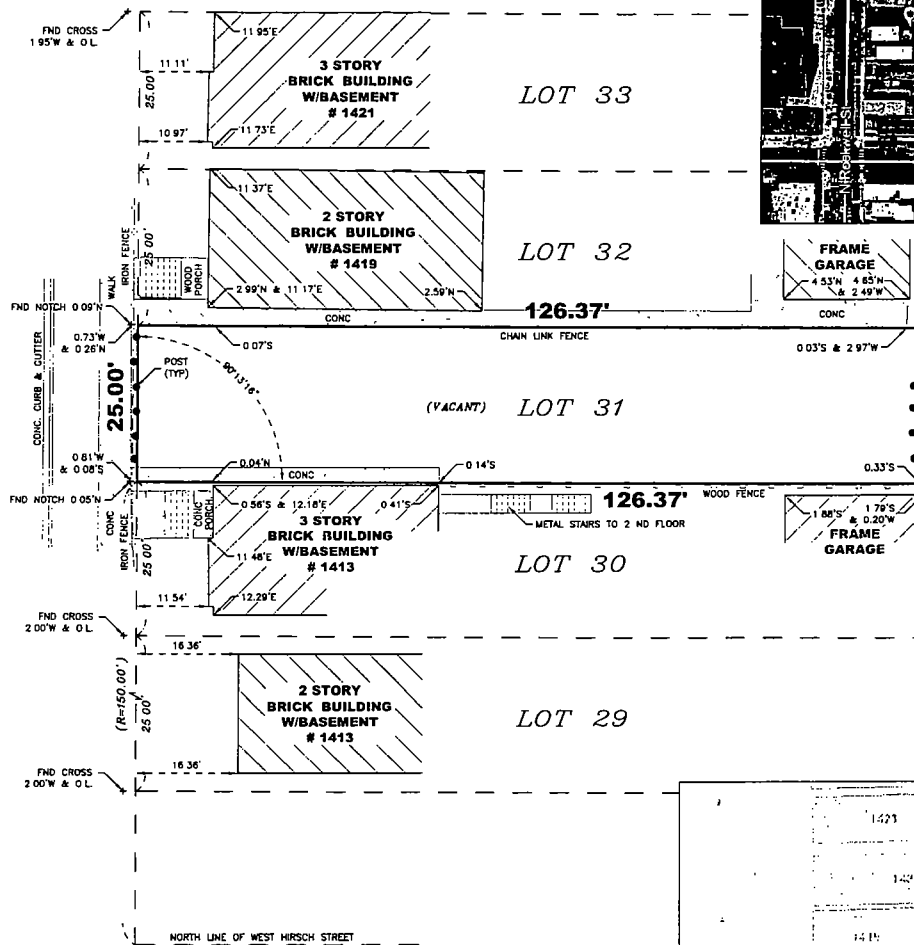 FND CROSS
1.95'W & O.L.
11.95'E
11.11'
25.00'
3 STORY
BRICK BUILDING
W/BASEMENT
# 1421
LOT 33
10.97'
11.73'E
N Rockwell St
11.37'E
2 STORY
BRICK BUILDING
W/BASEMENT
# 1419
LOT 32
WALK
IRON FENCE
25.00'
WOOD
PORCH
2.99'N & 11.17'E
2.59'N
FRAME
GARAGE
4.53'N
4.65'N
& 2.49'W
FND NOTCH 0.09'N
CONC
126.37'
CONC
CHAIN LINK FENCE
0.73'W
& 0.26'N
0.07'S
0.03'S & 2.97'W
CONC. CURB & GUTTER
25.00'
POST
(TYP)
90°13'16"
(VACANT)
LOT 31
0.81'W
& 0.08'S
0.04'N
CONC
0.14'S
0.33'S
FND NOTCH 0.05'N
CONC
IRON FENCE
25.00'
CONC
PORCH
0.56'S & 12.18'E
0.41'S
126.37'
WOOD FENCE
METAL STAIRS TO 2 ND FLOOR
1.88'S
1.79'S
& 0.20'W
FRAME
GARAGE
3 STORY
BRICK BUILDING
W/BASEMENT
# 1413
11.48'E
LOT 30
11.54'
12.29'E
FND CROSS
2.00'W & O.L.
16.36'
(R=150.00')
25.00'
2 STORY
BRICK BUILDING
W/BASEMENT
# 1413
LOT 29
16.36'
FND CROSS
2.00'W & O.L.
1423
1419
NORTH LINE OF WEST HIRSCH STREET